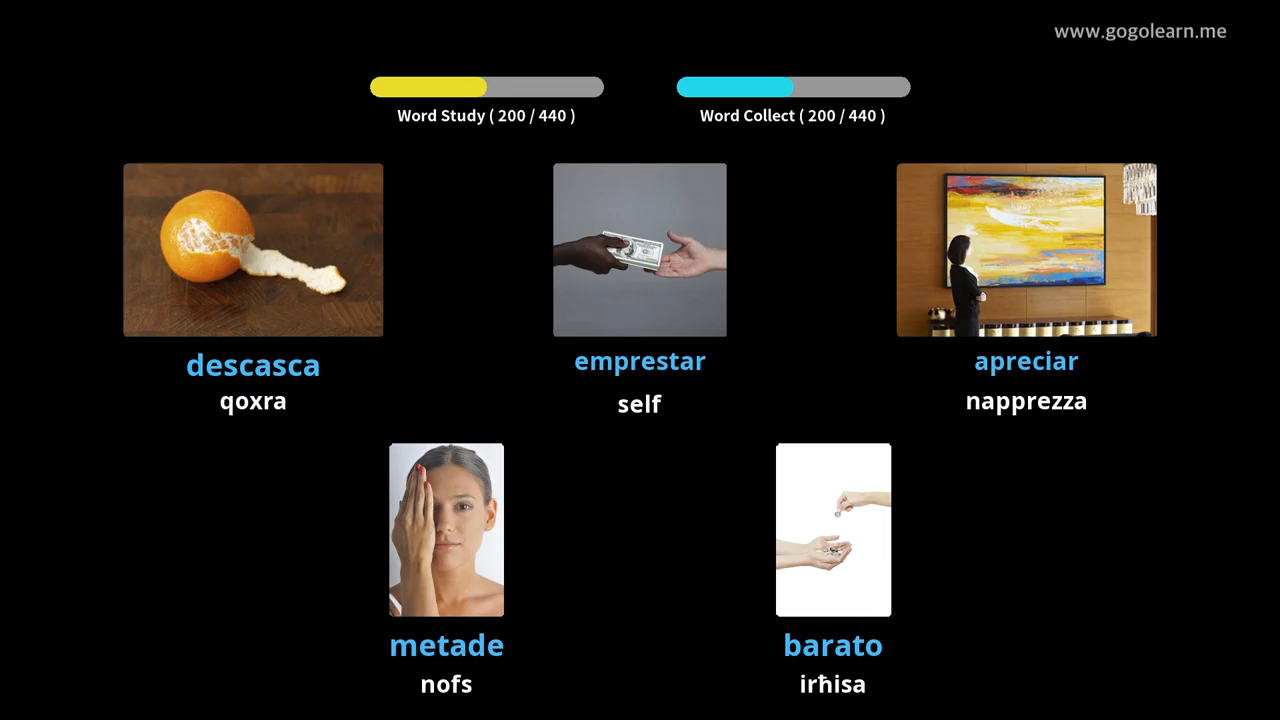 www.gogolearn.me
Word Study ( 200 / 440 )
Word Collect ( 200 / 440 )
descasca
qoxra
emprestar
self
apreciar
napprezza
metade
nofs
barato
irħisa